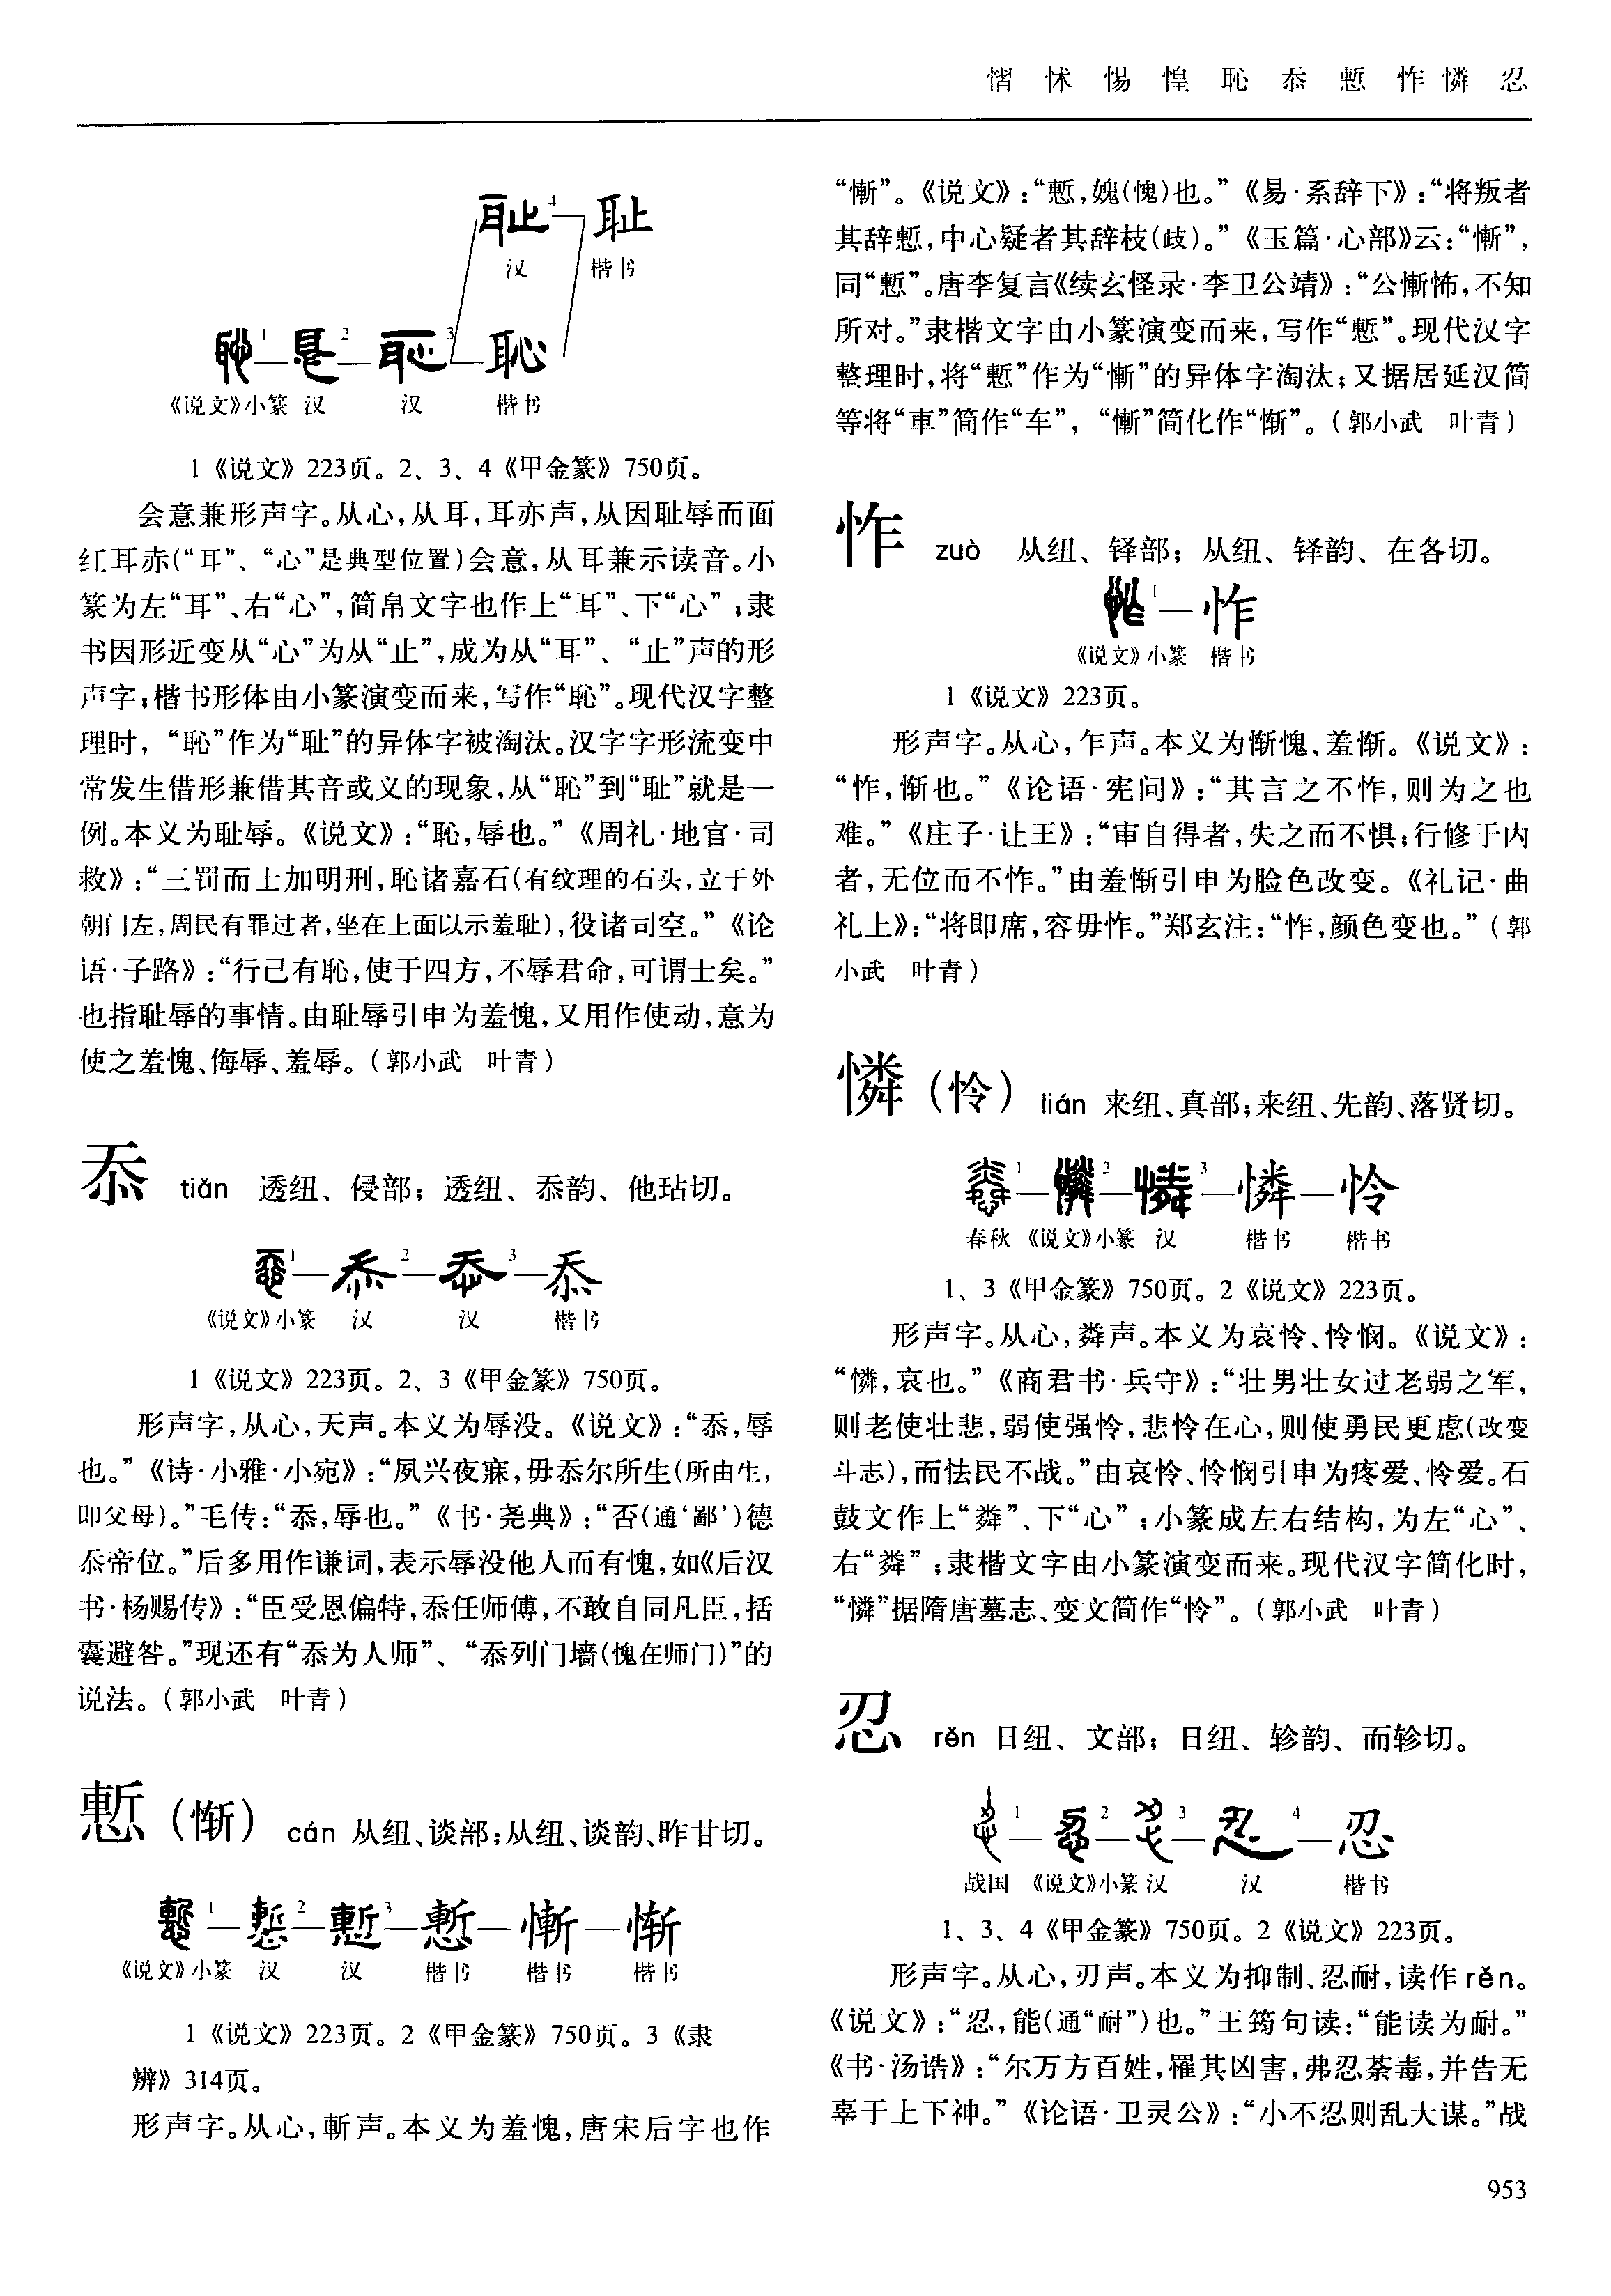 慴 怵 惕 惶 恥 忝 慙 怍 憐 忍
耻 4 耻
汉 楷书
1 2 3 恥
《说文》小篆 汉 汉 楷书
1《说文》223页。2、3、4《甲金篆》750页。
会意兼形声字。从心,从耳,耳亦声,从因耻辱而面
红耳赤(“耳”、“心”是典型位置)会意,从耳兼示读音。小
篆为左“耳”、右“心”,简帛文字也作上“耳”、下“心”;隶
书因形近变从“心”为从“止”,成为从“耳”、“止”声的形
声字;楷书形体由小篆演变而来,写作“恥”。现代汉字整
理时,“恥”作为“耻”的异体字被淘汰。汉字字形流变中
常发生借形兼借其音或义的现象,从“恥”到“耻”就是一
例。本义为耻辱。《说文》:“恥,辱也。”《周礼·地官·司
救》:“三罚而士加明刑,恥诸嘉石(有纹理的石头,立于外
朝门左,周民有罪过者,坐在上面以示羞耻),役诸司空。”《论
语·子路》:“行己有恥,使于四方,不辱君命,可谓士矣。”
也指耻辱的事情。由耻辱引申为羞愧,又用作使动,意为
使之羞愧、侮辱、羞辱。(郭小武 叶青)
忝 tiǎn 透纽、侵部;透纽、忝韵、他玷切。
1 2 3 忝
《说文》小篆 汉 汉 楷书
1《说文》223页。2、3《甲金篆》750页。
形声字,从心,天声。本义为辱没。《说文》:“忝,辱
也。”《诗·小雅·小宛》:“夙兴夜寐,毋忝尔所生(所由生,
即父母)。”毛传:“忝,辱也。”《书·尧典》:“否(通‘鄙’)德
忝帝位。”后多用作谦词,表示辱没他人而有愧,如《后汉
书·杨赐传》:“臣受恩偏特,忝任师傅,不敢自同凡臣,括
囊避咎。”现还有“忝为人师”、“忝列门墙(愧在师门)”的
说法。(郭小武 叶青)
慙(惭) cán 从纽、谈部;从纽、谈韵、昨甘切。
1 2 3 慙 慚 惭
《说文》小篆 汉 汉 楷书 楷书 楷书
1《说文》223页。2《甲金篆》750页。3《隶
辨》314页。
形声字。从心,斬声。本义为羞愧,唐宋后字也作
“慚”。《说文》:“慙,媿(愧)也。”《易·系辞下》:“将叛者
其辞慙,中心疑者其辞枝(歧)。”《玉篇·心部》云:“慚”,
同“慙”。唐李复言《续玄怪录·李卫公靖》:“公慚怖,不知
所对。”隶楷文字由小篆演变而来,写作“慙”。现代汉字
整理时,将“慙”作为“慚”的异体字淘汰;又据居延汉简
等将“車”简作“车”,“慚”简化作“惭”。(郭小武 叶青)
怍 zuò 从纽、铎部;从纽、铎韵、在各切。
1 怍
《说文》小篆 楷书
1《说文》223页。
形声字。从心,乍声。本义为惭愧、羞惭。《说文》:
“怍,惭也。”《论语·宪问》:“其言之不怍,则为之也
难。”《庄子·让王》:“审自得者,失之而不惧;行修于内
者,无位而不怍。”由羞惭引申为脸色改变。《礼记·曲
礼上》:“将即席,容毋怍。”郑玄注:“怍,颜色变也。”(郭
小武 叶青)
憐(怜) lián 来纽、真部;来纽、先韵、落贤切。
1 2 3 憐 怜
春秋 《说文》小篆 汉 楷书 楷书
1、3《甲金篆》750页。2《说文》223页。
形声字。从心,粦声。本义为哀怜、怜悯。《说文》:
“憐,哀也。”《商君书·兵守》:“壮男壮女过老弱之军,
则老使壮悲,弱使强怜,悲怜在心,则使勇民更虑(改变
斗志),而怯民不战。”由哀怜、怜悯引申为疼爱、怜爱。石
鼓文作上“粦”、下“心”;小篆成左右结构,为左“心”、
右“粦”;隶楷文字由小篆演变而来。现代汉字简化时,
“憐”据隋唐墓志、变文简作“怜”。(郭小武 叶青)
忍 rěn 日纽、文部;日纽、轸韵、而轸切。
1 2 3 4 忍
战国 《说文》小篆 汉 汉 楷书
1、3、4《甲金篆》750页。2《说文》223页。
形声字。从心,刃声。本义为抑制、忍耐,读作rěn。
《说文》:“忍,能(通“耐”)也。”王筠句读:“能读为耐。”
《书·汤诰》:“尔万方百姓,罹其凶害,弗忍荼毒,并告无
辜于上下神。”《论语·卫灵公》:“小不忍则乱大谋。”战
953